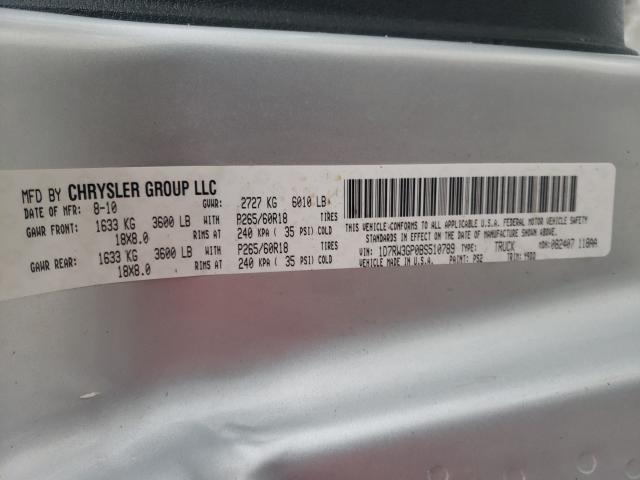 MFD BY CHRYSLER GROUP LLC
DATE OF MFR: 8-10 GVWR: 2727 KG 6010 LB
GAWR FRONT: 1633 KG 3600 LB WITH P265/60R18 TIRES
18X8.0 RIMS AT 240 KPA ( 35 PSI) COLD
GAWR REAR: 1633 KG 3600 LB WITH P265/60R18 TIRES
18X8.0 RIMS AT 240 KPA ( 35 PSI) COLD
THIS VEHICLE CONFORMS TO ALL APPLICABLE U.S.A. FEDERAL MOTOR VEHICLE SAFETY
STANDARDS IN EFFECT ON THE DATE OF MANUFACTURE SHOWN ABOVE.
VIN: 1D7RW3GP0BS510789 TYPE: TRUCK MDH: 082407 118AA
VEHICLE MADE IN U.S.A. PAINT: PS2 TRIM: